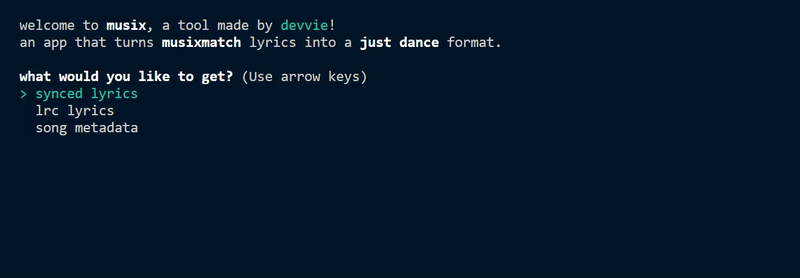 welcome to musix, a tool made by devvie!
an app that turns musixmatch lyrics into a just dance format.
what would you like to get? (Use arrow keys)
> synced lyrics
lrc lyrics
song metadata